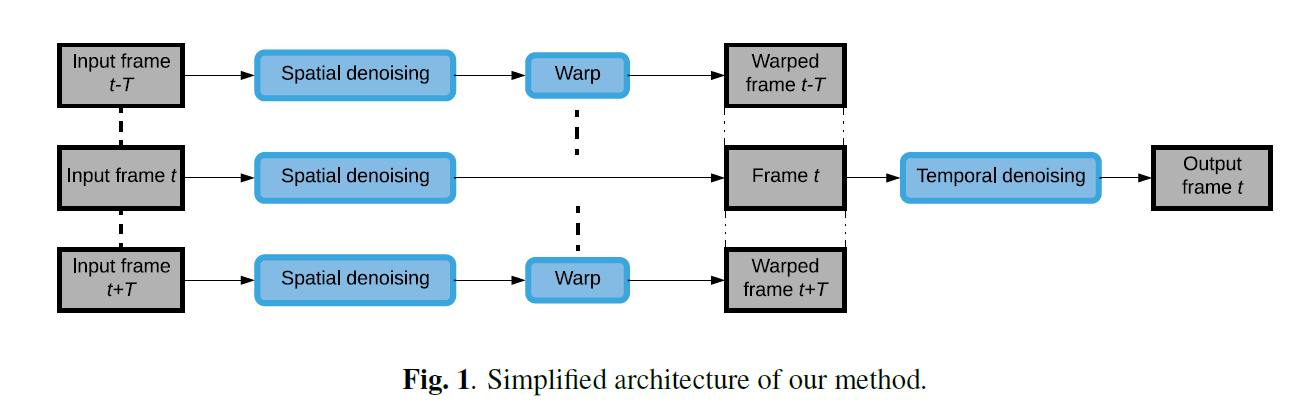 Input frame
t-T
Spatial denoising
Warp
Warped
frame t-T
Input frame t
Spatial denoising
Frame t
Temporal denoising
Output
frame t
Input frame
t+T
Spatial denoising
Warp
Warped
frame t+T
Fig. 1. Simplified architecture of our method.